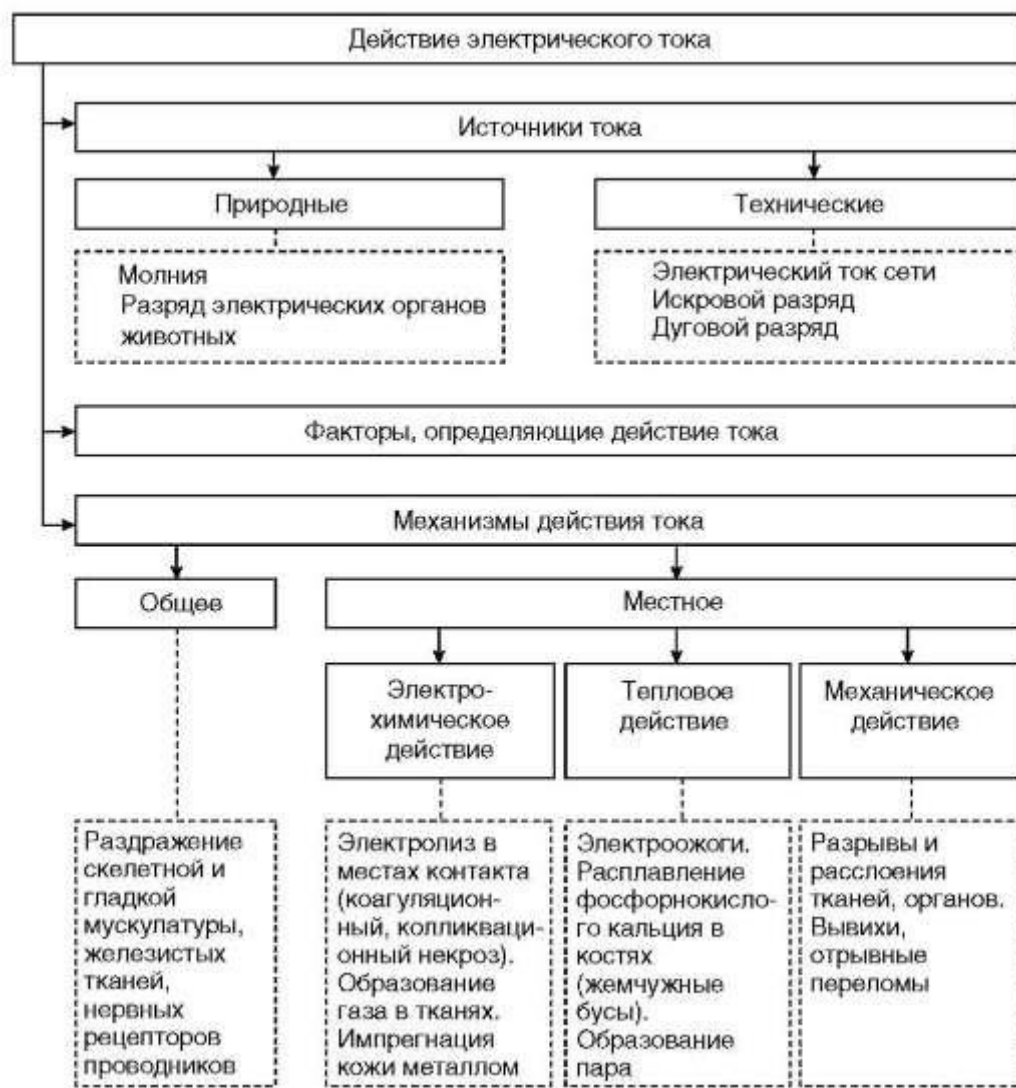 Действие электрического тока
Источники тока
Природные
Технические
Молния
Разряд электрических органов
животных
Электрический ток сети
Искровой разряд
Дуговой разряд
Факторы, определяющие действие тока
Механизмы действия тока
Общее
Местное
Электро-
химическое
действие
Тепловое
действие
Механическое
действие
Раздражение
скелетной и
гладкой
мускулатуры,
железистых
тканей,
нервных
рецепторов
проводников
Электролиз в
местах контакта
(коагуляцион-
ный, колликваци-
онный некроз).
Образование
газа в тканях.
Импрегнация
кожи металлом
Электроожоги.
Расплавление
фосфорнокисло-
го кальция в
костях
(жемчужные
бусы).
Образование
пара
Разрывы и
расслоения
тканей, органов.
Вывихи,
отрывные
переломы